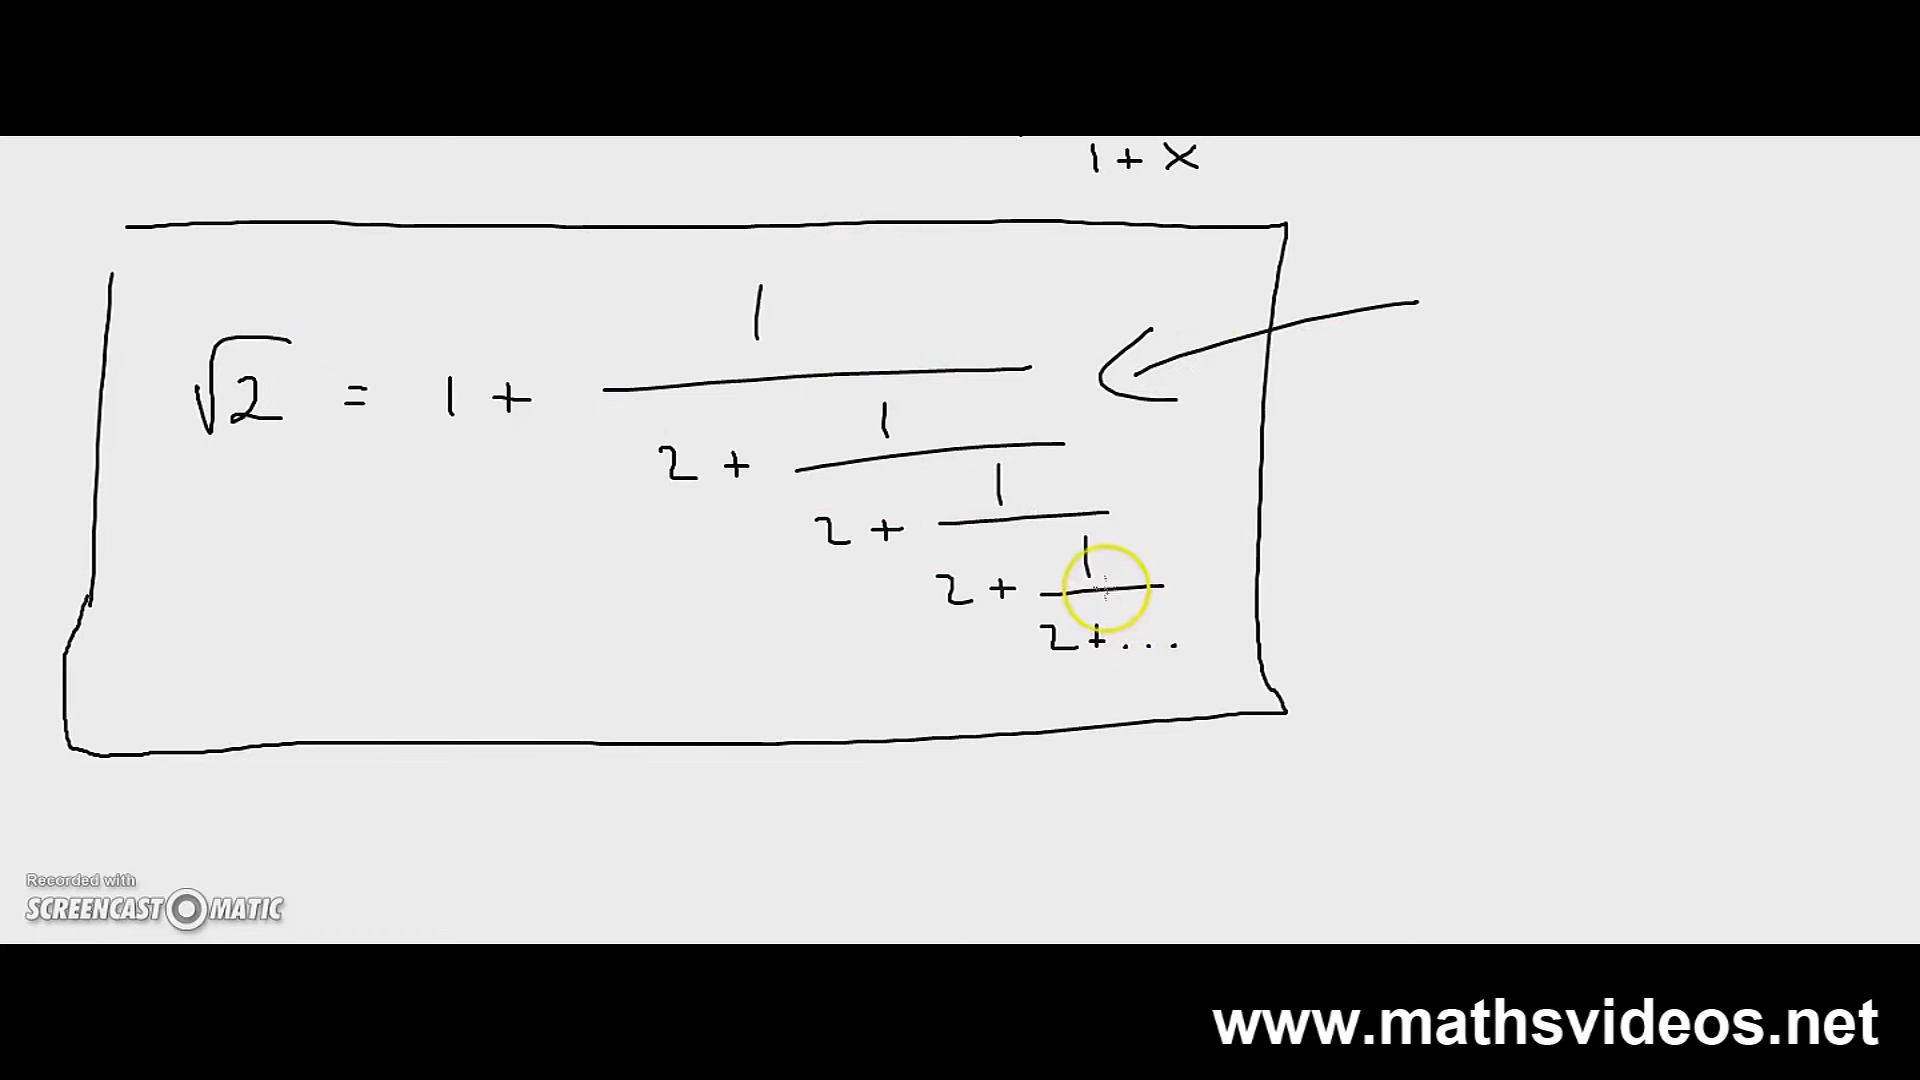 1 + x
1
√2 = 1 +
1
2 +
1
2 +
1
2 +
2 + ...
Recorded with
SCREENCAST MATIC
www.mathsvideos.net